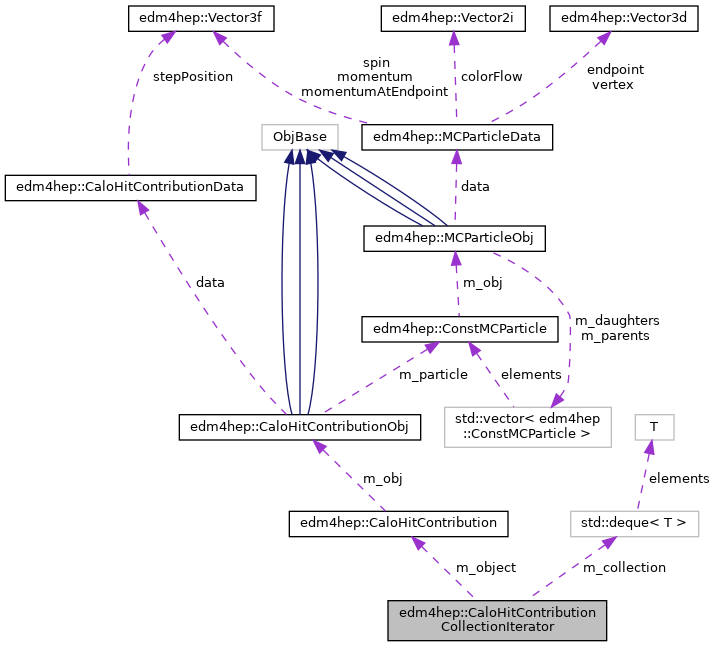 edm4hep::Vector3f
edm4hep::Vector2i
edm4hep::Vector3d
stepPosition
spin
momentum
momentumAtEndpoint
colorFlow
endpoint
vertex
ObjBase
edm4hep::MCParticleData
edm4hep::CaloHitContributionData
data
edm4hep::MCParticleObj
data
m_obj
m_daughters
m_parents
edm4hep::ConstMCParticle
m_particle
elements
edm4hep::CaloHitContributionObj
std::vector< edm4hep
::ConstMCParticle >
T
m_obj
elements
edm4hep::CaloHitContribution
std::deque< T >
m_object
m_collection
edm4hep::CaloHitContribution
CollectionIterator